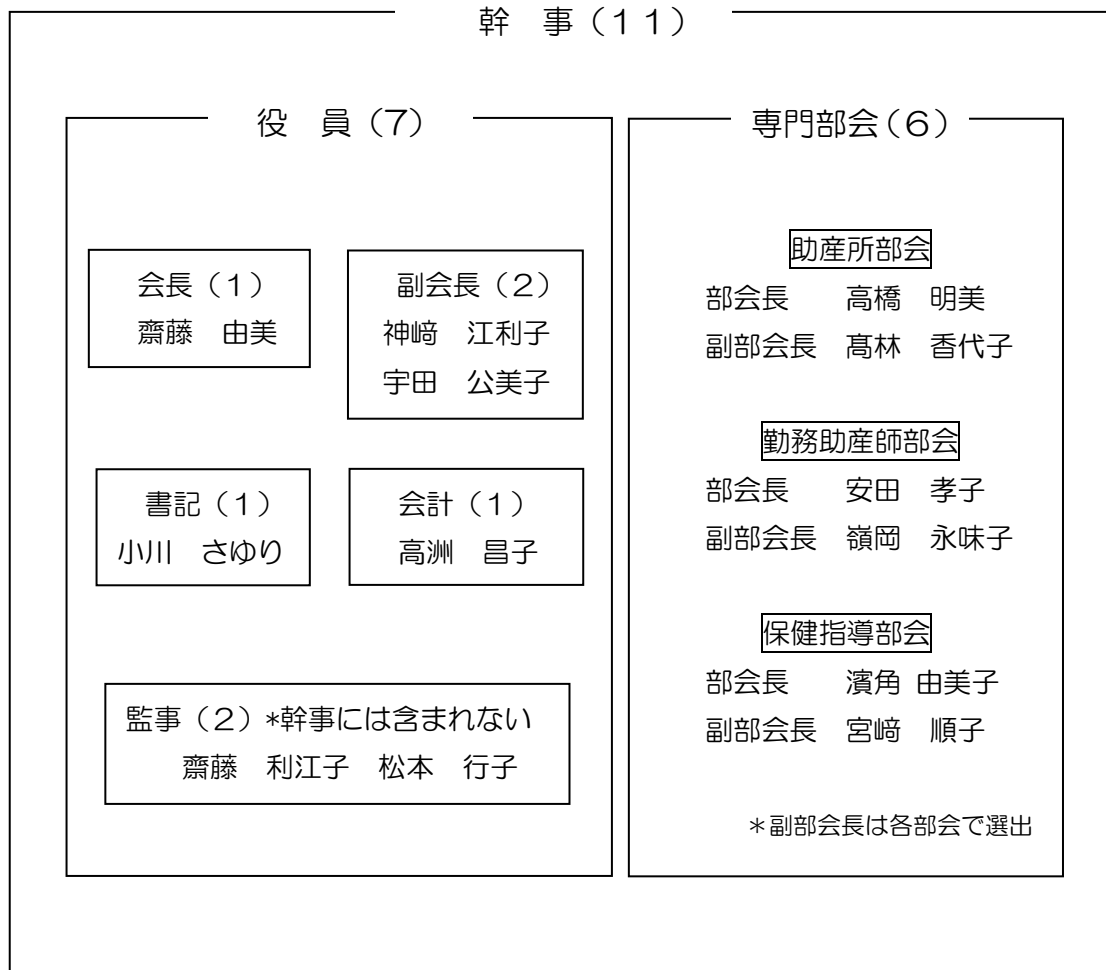 幹　事（１１）
役　員（７）
会長（１）
齋藤　由美
副会長（２）
神﨑　江利子
宇田　公美子
書記（１）
小川　さゆり
会計（１）
高洲　昌子
監事（２）*幹事には含まれない
齋藤　利江子　松本　行子
専門部会（６）
助産所部会
部会長　　高橋　明美
副部会長　髙林　香代子
勤務助産師部会
部会長　　安田　孝子
副部会長　嶺岡　永味子
保健指導部会
部会長　　濱角 由美子
副部会長　宮﨑　順子
＊副部会長は各部会で選出